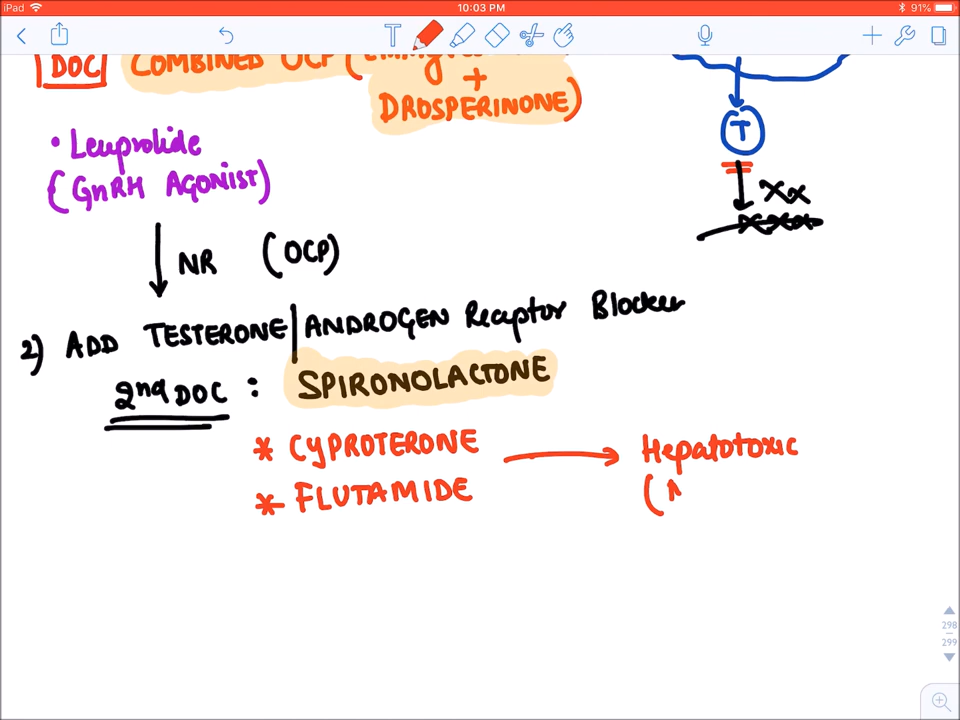 iPad 10:03 PM 91%
T
DOC COMBINED OCP (
+
DROSPERINONE)
• Leuprolide
(GnRH AGONIST)
T
XX
NR (OCP)
2) ADD TESTERONE|ANDROGEN Receptor Blocker
2nd DOC : SPIRONOLACTONE
* CYPROTERONE → Hepatotoxic
* FLUTAMIDE (
298
299